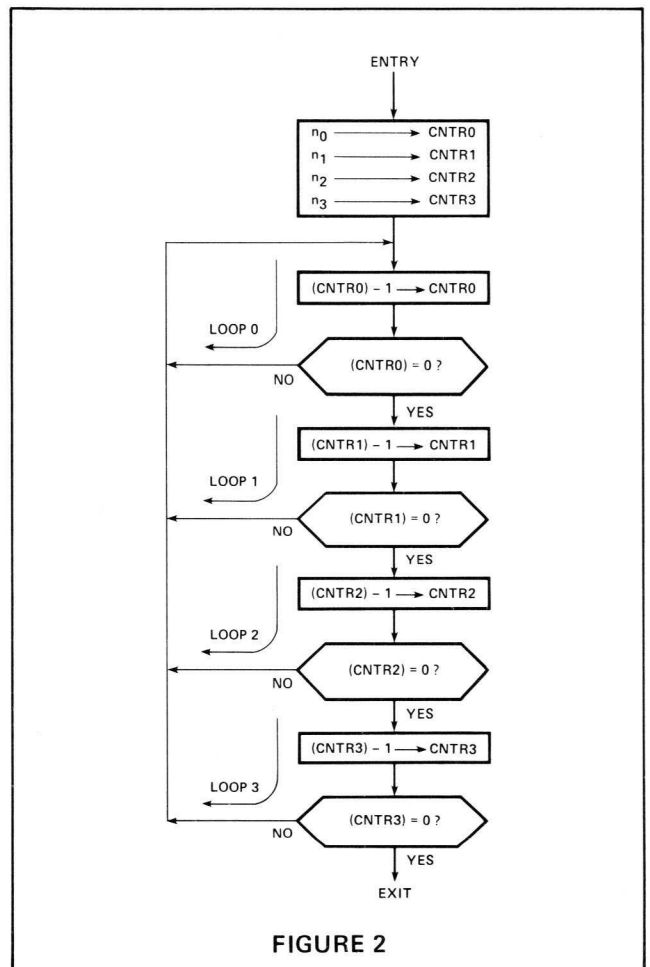 ENTRY
n0 → CNTR0
n1 → CNTR1
n2 → CNTR2
n3 → CNTR3
(CNTR0) – 1 → CNTR0
LOOP 0
(CNTR0) = 0 ?
NO
YES
(CNTR1) – 1 → CNTR1
LOOP 1
(CNTR1) = 0 ?
NO
YES
(CNTR2) – 1 → CNTR2
LOOP 2
(CNTR2) = 0 ?
NO
YES
(CNTR3) – 1 → CNTR3
LOOP 3
(CNTR3) = 0 ?
NO
YES
EXIT
FIGURE 2